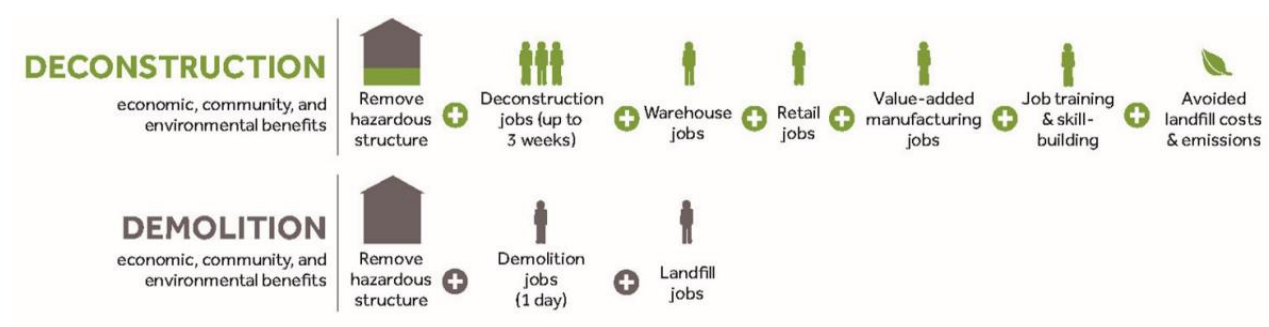 DECONSTRUCTION
economic, community, and
environmental benefits
Remove
hazardous
structure
Deconstruction
jobs (up to
3 weeks)
Warehouse
jobs
Retail
jobs
Value-added
manufacturing
jobs
Job training
& skill-
building
Avoided
landfill costs
& emissions
DEMOLITION
economic, community, and
environmental benefits
Remove
hazardous
structure
Demolition
jobs
(1 day)
Landfill
jobs